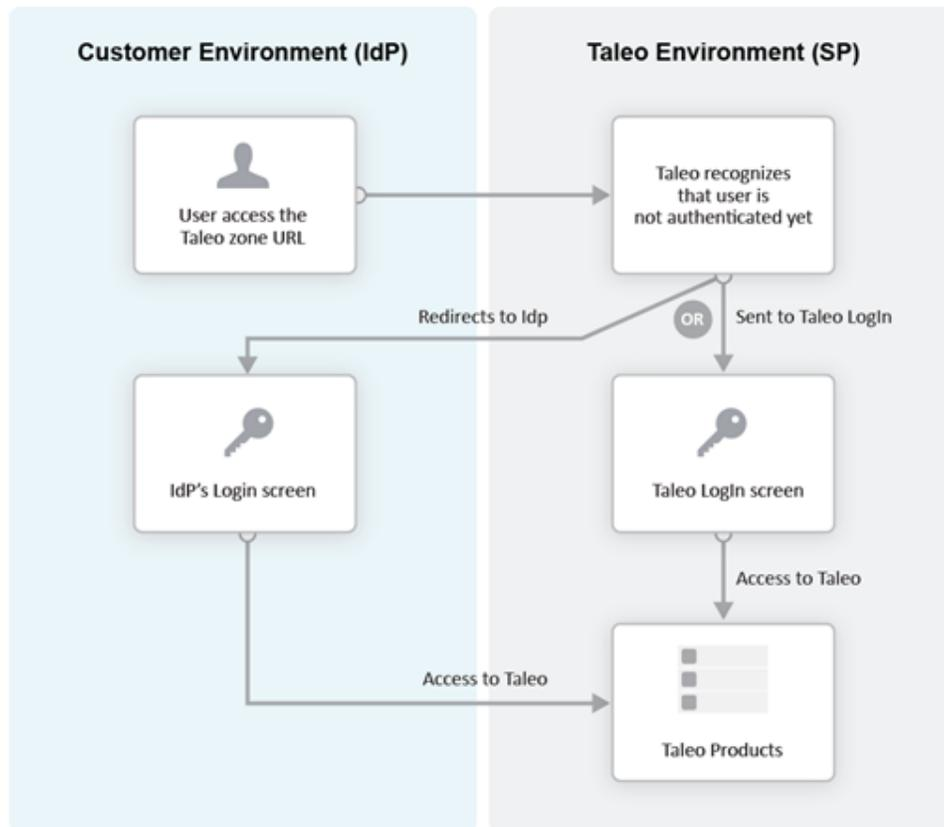 Customer Environment (IdP)
Taleo Environment (SP)
User access the
Taleo zone URL
Taleo recognizes
that user is
not authenticated yet
Redirects to Idp
OR
Sent to Taleo LogIn
IdP's Login screen
Taleo LogIn screen
Access to Taleo
Access to Taleo
Taleo Products